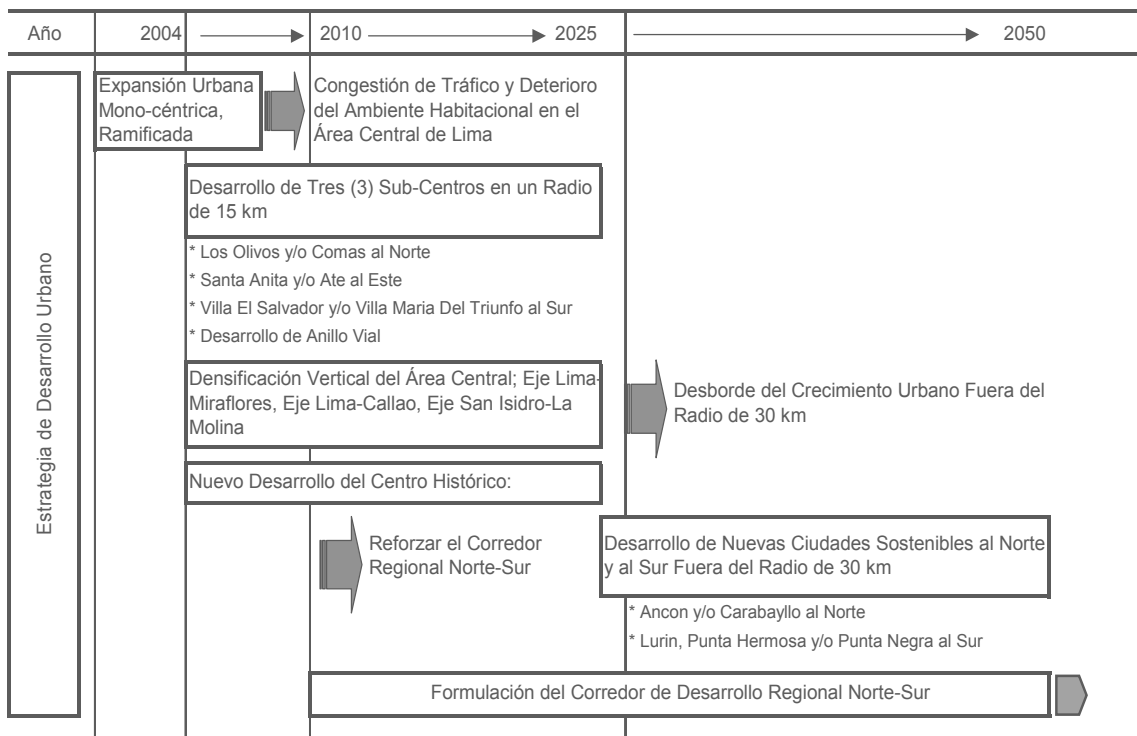 Año 2004 2010 2025 2050
Estrategia de Desarrollo Urbano
Expansión Urbana
Mono-céntrica,
Ramificada
Congestión de Tráfico y Deterioro
del Ambiente Habitacional en el
Área Central de Lima
Desarrollo de Tres (3) Sub-Centros en un Radio
de 15 km
* Los Olivos y/o Comas al Norte
* Santa Anita y/o Ate al Este
* Villa El Salvador y/o Villa Maria Del Triunfo al Sur
* Desarrollo de Anillo Vial
Densificación Vertical del Área Central; Eje Lima-
Miraflores, Eje Lima-Callao, Eje San Isidro-La
Molina
Desborde del Crecimiento Urbano Fuera del
Radio de 30 km
Nuevo Desarrollo del Centro Histórico:
Reforzar el Corredor
Regional Norte-Sur
Desarrollo de Nuevas Ciudades Sostenibles al Norte
y al Sur Fuera del Radio de 30 km
* Ancon y/o Carabayllo al Norte
* Lurin, Punta Hermosa y/o Punta Negra al Sur
Formulación del Corredor de Desarrollo Regional Norte-Sur